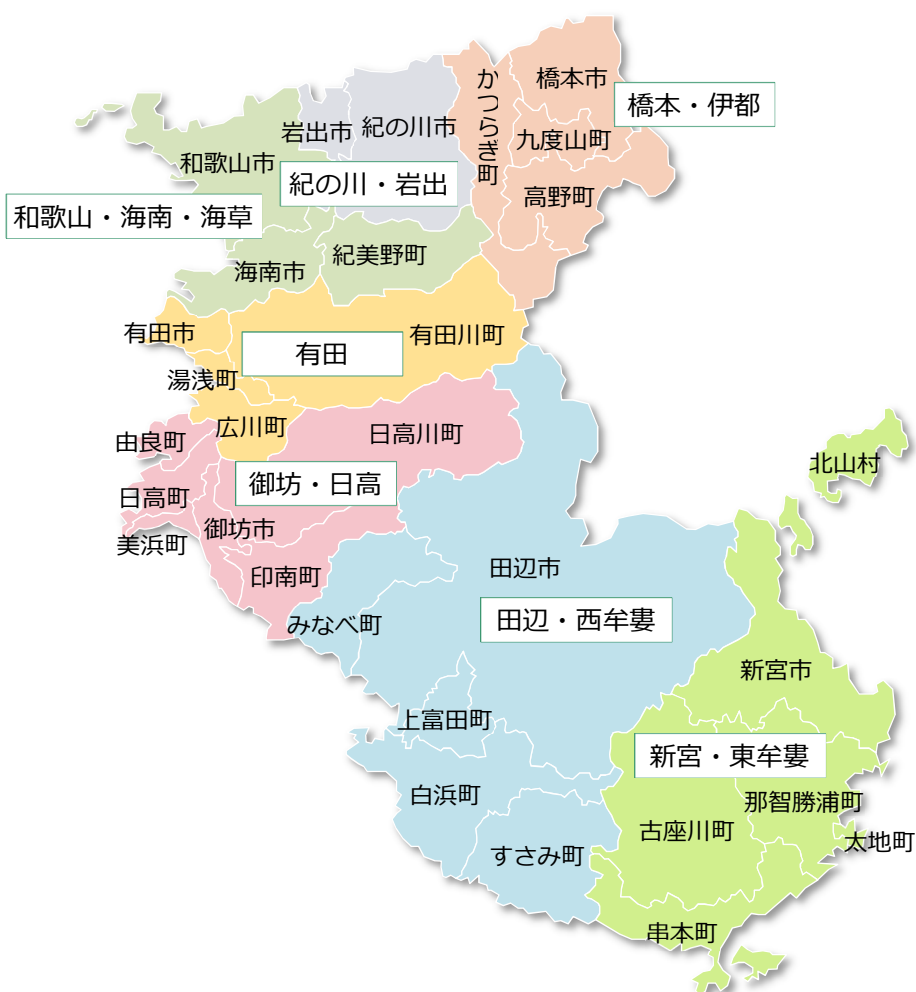 橋本市
かつらぎ町
橋本・伊都
岩出市
紀の川市
九度山町
和歌山市
紀の川・岩出
高野町
和歌山・海南・海草
紀美野町
海南市
有田市
有田川町
有田
湯浅町
広川町
日高川町
由良町
北山村
御坊・日高
日高町
御坊市
美浜町
田辺市
印南町
みなべ町
田辺・西牟婁
新宮市
上富田町
新宮・東牟婁
白浜町
那智勝浦町
古座川町
太地町
すさみ町
串本町